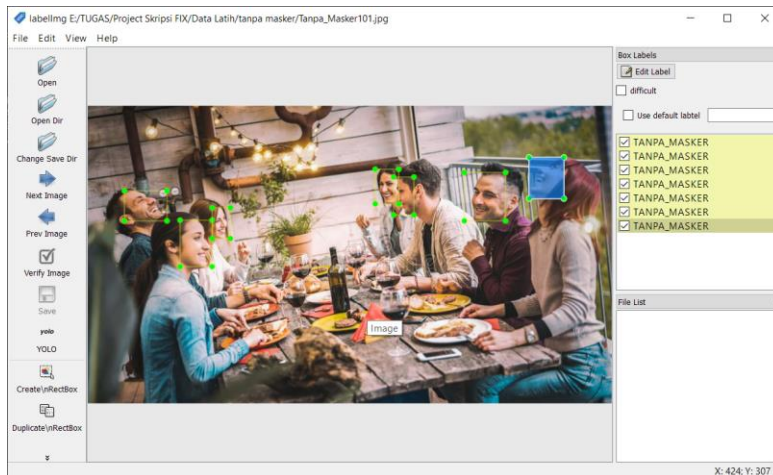 labelImg E:/TUGAS/Project Skripsi FIX/Data Latih/tanpa masker/Tanpa_Masker101.jpg
File Edit View Help
Open
Open Dir
Change Save Dir
Next Image
Prev Image
Verify Image
Save
yolo
YOLO
Create\nRectBox
Duplicate\nRectBox
Image
Box Labels
Edit Label
difficult
Use default labtel
TANPA_MASKER
TANPA_MASKER
TANPA_MASKER
TANPA_MASKER
TANPA_MASKER
TANPA_MASKER
TANPA_MASKER
File List
X: 424; Y: 307